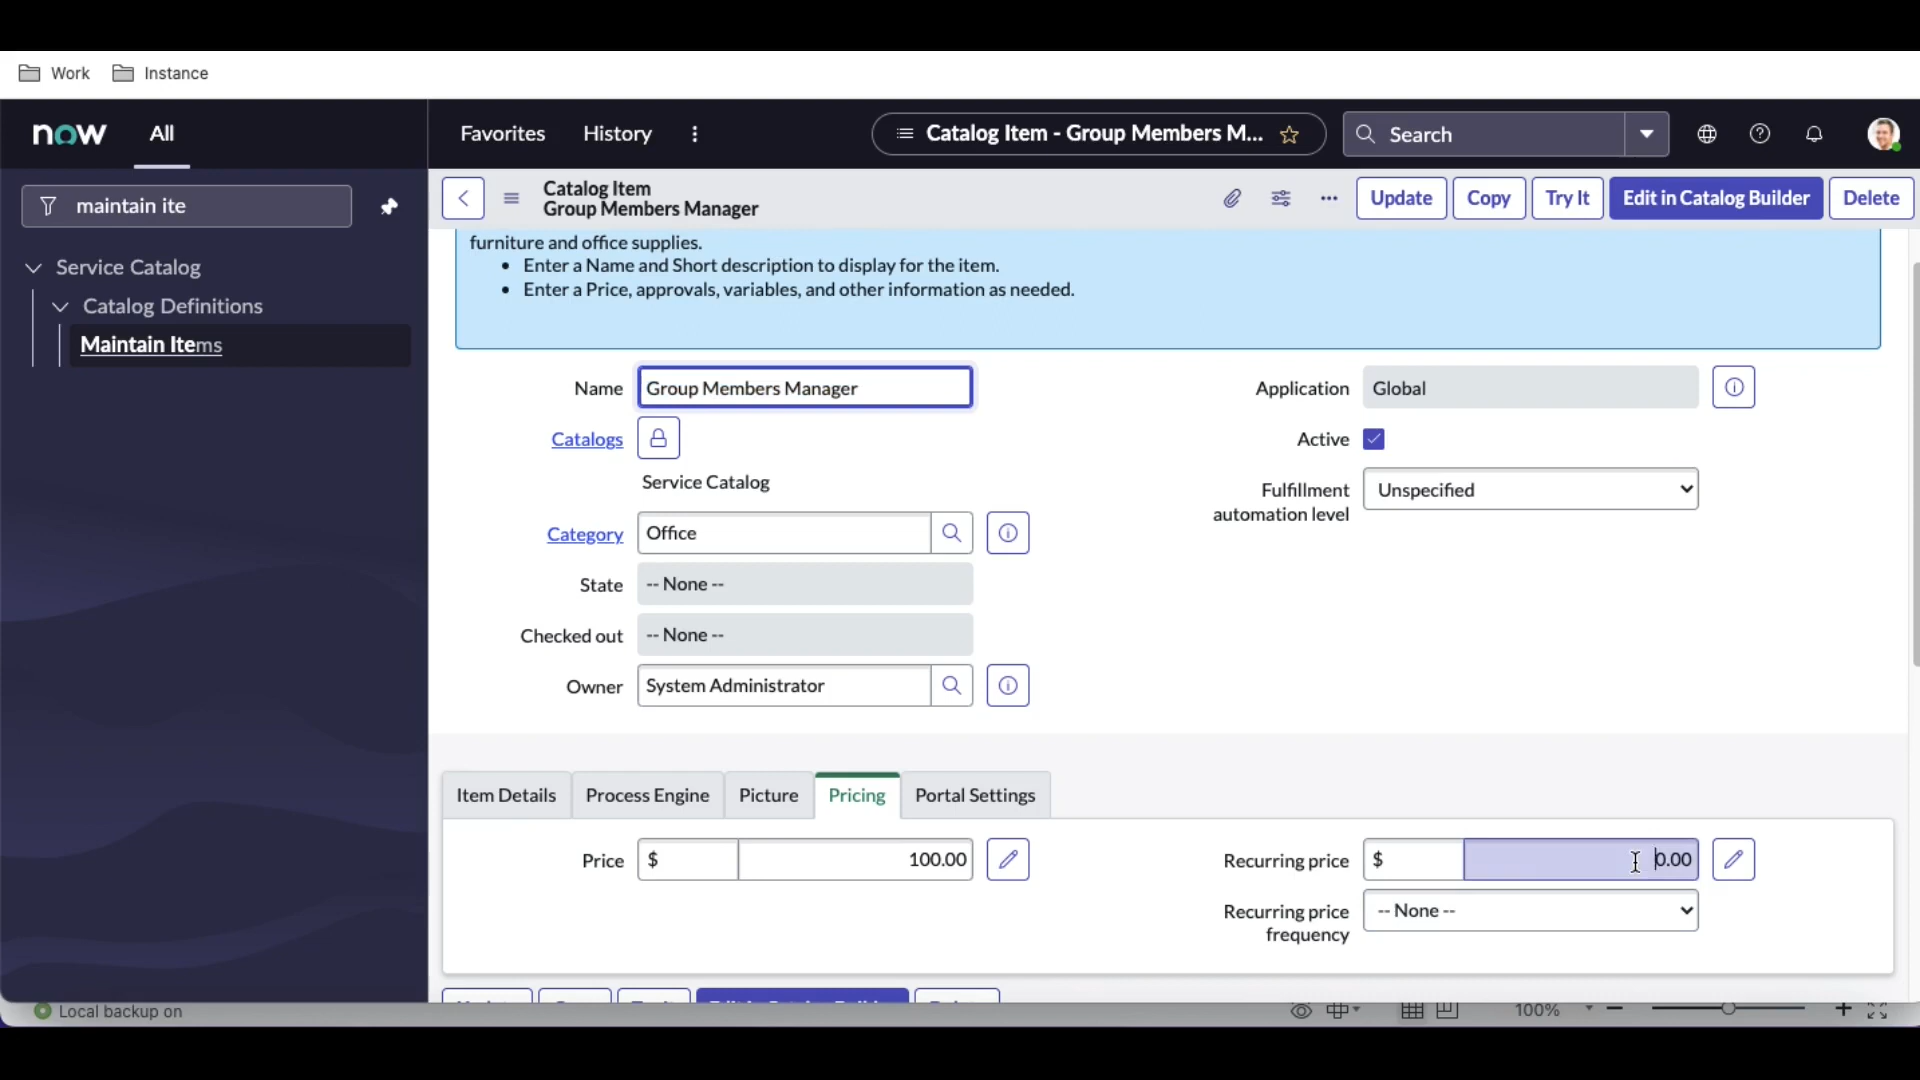 Work
Instance
now
All
Favorites
History
Catalog Item - Group Members M...
Search
maintain ite
Service Catalog
Catalog Definitions
Maintain Items
Catalog Item
Group Members Manager
Update
Copy
Try It
Edit in Catalog Builder
Delete
furniture and office supplies.
• Enter a Name and Short description to display for the item.
• Enter a Price, approvals, variables, and other information as needed.
Name
Group Members Manager
Application
Global
Catalogs
Service Catalog
Active
Fulfillment
automation level
Unspecified
Category
Office
State
-- None --
Checked out
-- None --
Owner
System Administrator
Item Details
Process Engine
Picture
Pricing
Portal Settings
Price
$
100.00
Recurring price
$
0.00
Recurring price
frequency
-- None --
Local backup on
100%